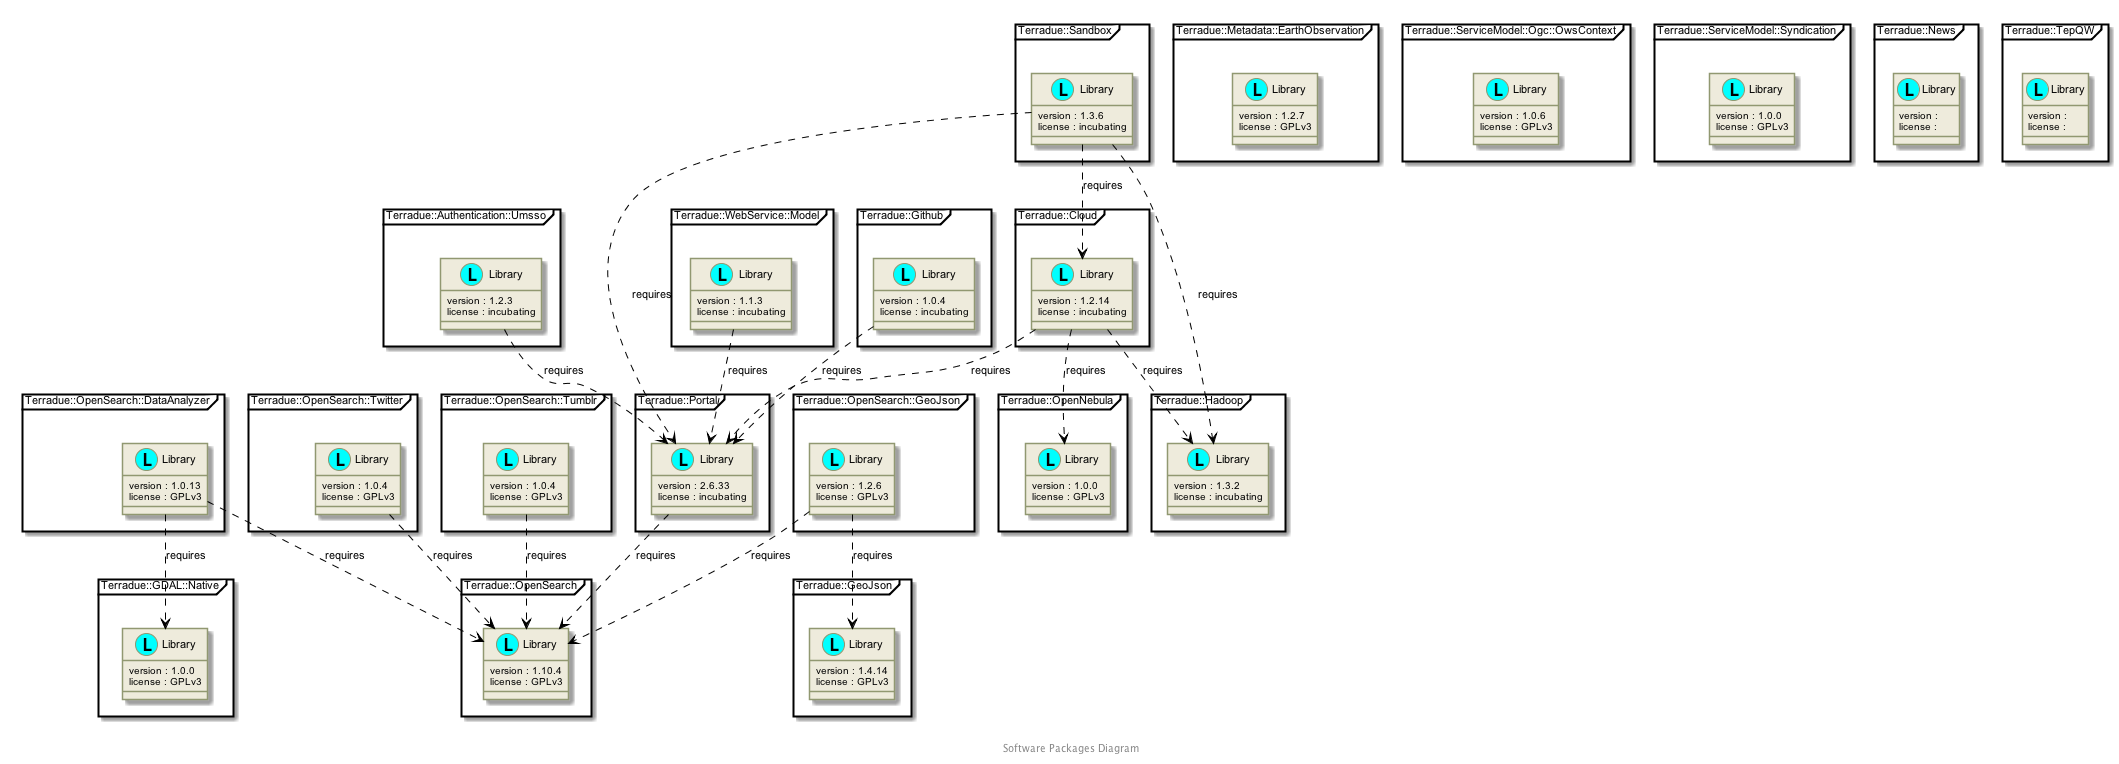 Terradue::Sandbox
L Library
version : 1.3.6
license : incubating
Terradue::Metadata::EarthObservation
L Library
version : 1.2.7
license : GPLv3
Terradue::ServiceModel::Ogc::OwsContext
L Library
version : 1.0.6
license : GPLv3
Terradue::ServiceModel::Syndication
L Library
version : 1.0.0
license : GPLv3
Terradue::News
L Library
version :
license :
Terradue::TepQW
L Library
version :
license :
requires
Terradue::Authentication::Umsso
L Library
version : 1.2.3
license : incubating
requires
Terradue::WebService::Model
L Library
version : 1.1.3
license : incubating
Terradue::Github
L Library
version : 1.0.4
license : incubating
Terradue::Cloud
L Library
version : 1.2.14
license : incubating
requires
requires
requires
requires
requires
requires
requires
Terradue::OpenSearch::DataAnalyzer
L Library
version : 1.0.13
license : GPLv3
Terradue::OpenSearch::Twitter
L Library
version : 1.0.4
license : GPLv3
Terradue::OpenSearch::Tumblr
L Library
version : 1.0.4
license : GPLv3
Terradue::Portal
L Library
version : 2.6.33
license : incubating
Terradue::OpenSearch::GeoJson
L Library
version : 1.2.6
license : GPLv3
Terradue::OpenNebula
L Library
version : 1.0.0
license : GPLv3
Terradue::Hadoop
L Library
version : 1.3.2
license : incubating
requires
requires
requires
requires
requires
requires
requires
Terradue::GDAL::Native
L Library
version : 1.0.0
license : GPLv3
Terradue::OpenSearch
L Library
version : 1.10.4
license : GPLv3
Terradue::GeoJson
L Library
version : 1.4.14
license : GPLv3
Software Packages Diagram